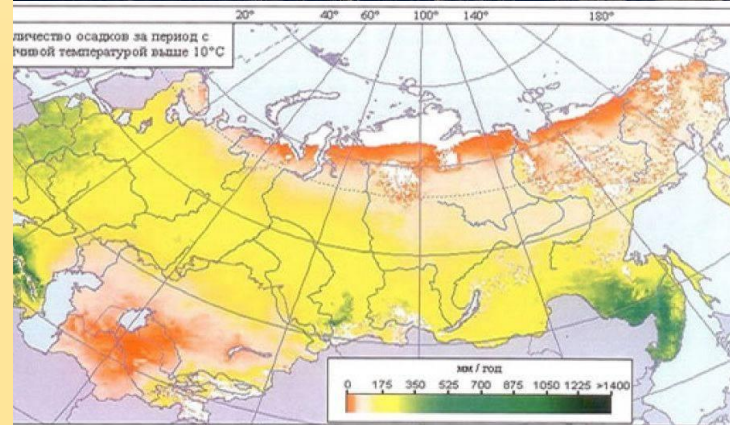 20° 40° 60° 100° 140° 180°
личество осадков за период с
чивой температурой выше 10°C
мм / год
0 175 350 525 700 875 1050 1225 >1400